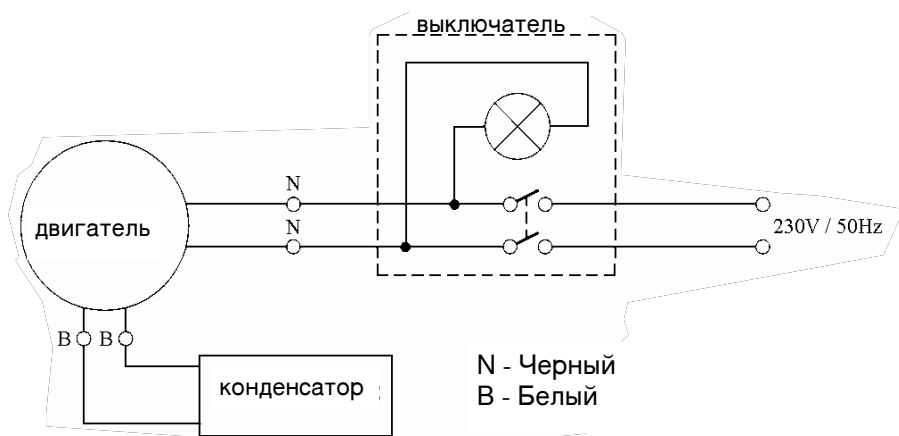 выключатель
N
двигатель
N
230V / 50Hz
B B
конденсатор
N - Черный
B - Белый